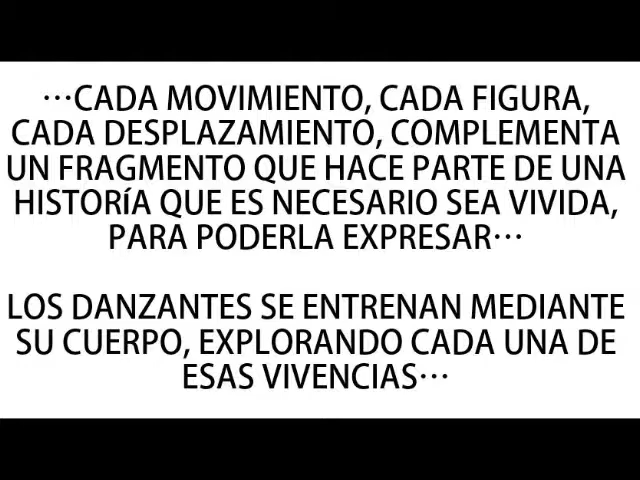 …CADA MOVIMIENTO, CADA FIGURA,
CADA DESPLAZAMIENTO, COMPLEMENTA
UN FRAGMENTO QUE HACE PARTE DE UNA
HISTORíA QUE ES NECESARIO SEA VIVIDA,
PARA PODERLA EXPRESAR…
LOS DANZANTES SE ENTRENAN MEDIANTE
SU CUERPO, EXPLORANDO CADA UNA DE
ESAS VIVENCIAS…